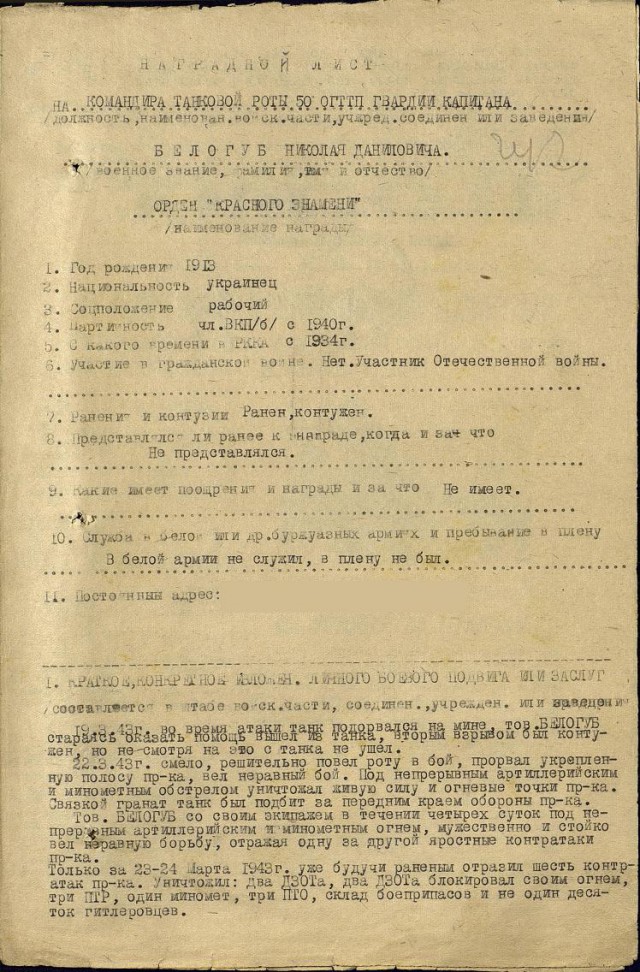 НАГРАДНОЙ ЛИСТ
НА КОМАНДИРА ТАНКОВОЙ РОТЫ 50 ОГТТП ГВАРДИИ КАПИТАНА
/должность,наименован.войск.части,учжред.соединен или заведения/
БЕЛОГУБ НИКОЛАЯ ДАНИЛОВИЧА.
/военное звание, фамилия,имя и отчество/
ОРДЕН "КРАСНОГО ЗНАМЕНИ"
/наименование награды/
1. Год рождения 1913
2. Национальность украинец
3. Соцположение рабочий
4. Партийность чл.ВКП/б/ с 1940г.
5. С какого времени в РККА с 1934г.
6. Участие в гражданской войне. Нет.Участник Отечественной войны.
7. Ранения и контузии Ранен,контужен.
8. Представлялся ли ранее к награде,когда и за что
Не представлялся.
9. Какие имеет поощрения и награды и за что Не имеет.
10. Служба в белой или др.буржуазных армиях и пребывание в плену
В белой армии не служил, в плену не был.
11. Постоянный адрес:
1. КРАТКОЕ,КОНКРЕТНОЕ ИЗЛОЖЕН. ЛИЧНОГО БОЕВОГО ПОДВИГА ИЛИ ЗАСЛУГ
/составляется в штабе войск.части, соединен.,учрежден. или заведения
19.3.43г. во время атаки танк подорвался на мине, тов.БЕЛОГУБ
стараясь оказать помощь вышел из танка, вторым взрывом был конту-
жен, но не смотря на это с танка не ушел.
22.3.43г. смело, решительно повел роту в бой, прорвал укреплен-
ную полосу пр-ка, вел неравный бой. Под непрерывным артиллерийским
и минометным обстрелом уничтожал живую силу и огневые точки пр-ка.
Связкой гранат танк был подбит за передним краем обороны пр-ка.
Тов. БЕЛОГУБ со своим экипажем в течении четырех суток под не-
прерывным артиллерийским и минометным огнем, мужественно и стойко
вел неравную борьбу, отражая одну за другой яростные контратаки
пр-ка.
Только за 23-24 Марта 1943г. уже будучи раненым отразил шесть контр-
атак пр-ка. Уничтожил: два ДЗОТа, два ДЗОТа блокировал своим огнем,
три ПТР, один миномет, три ПТО, склад боеприпасов и не один деся-
ток гитлеровцев.